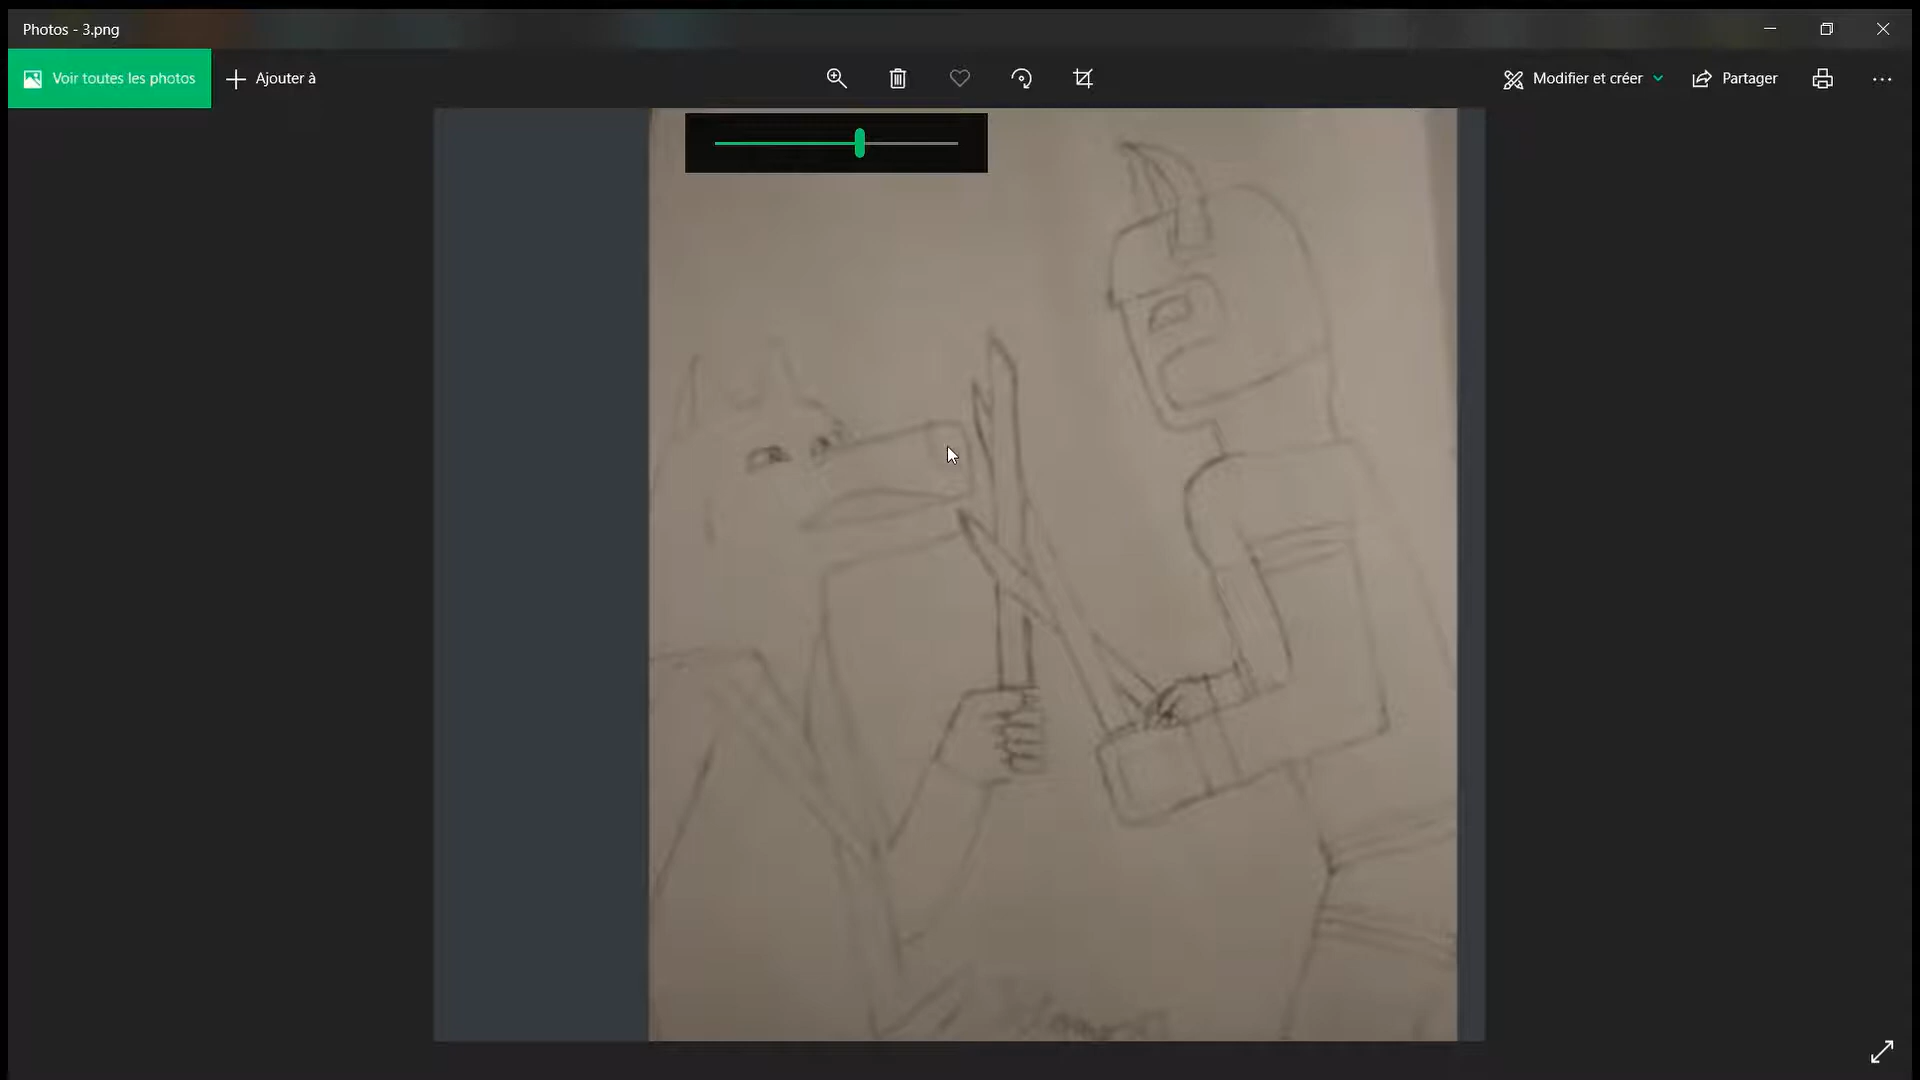 Photos - 3.png
Voir toutes les photos
Ajouter à
Modifier et créer
Partager